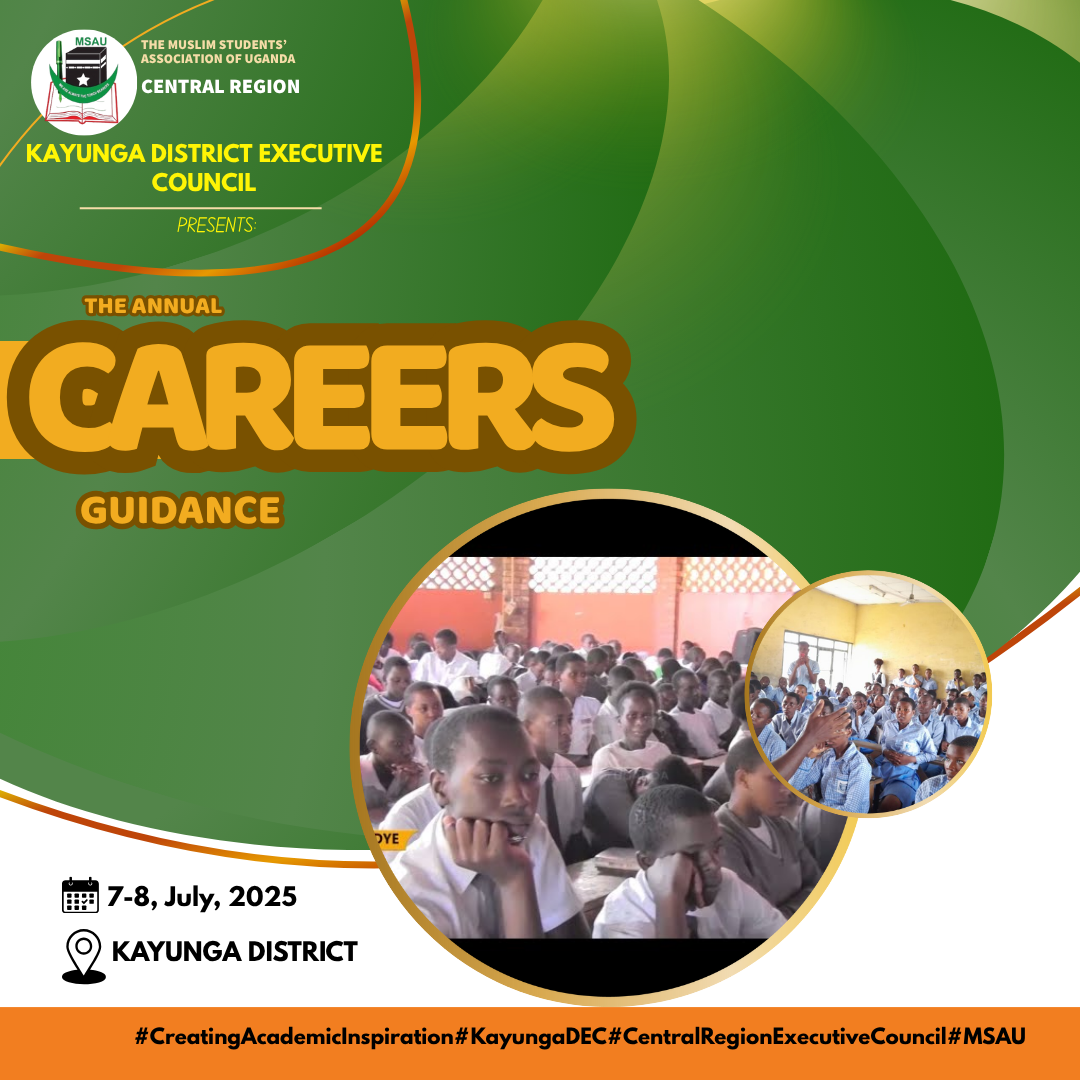 MSAU
THE MUSLIM STUDENTS'
ASSOCIATION OF UGANDA
CENTRAL REGION
KAYUNGA DISTRICT EXECUTIVE
COUNCIL
PRESENTS:
THE ANNUAL
CAREERS
GUIDANCE
DYE
7-8, July, 2025
KAYUNGA DISTRICT
#CreatingAcademicInspiration#KayungaDEC#CentralRegionExecutiveCouncil#MSAU